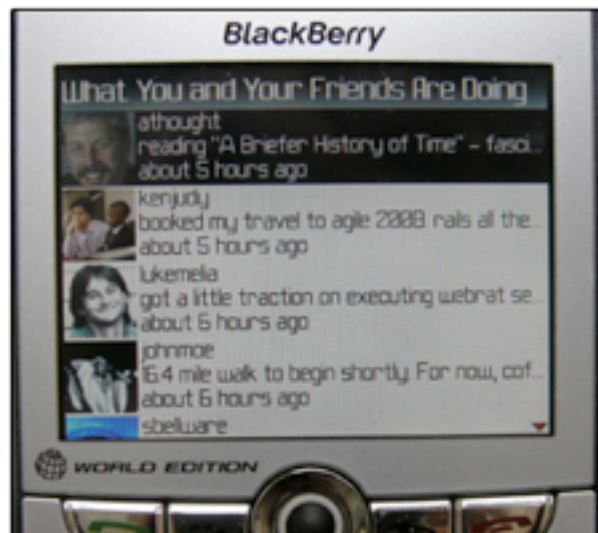 BlackBerry
What You and Your Friends Are Doing
athought
reading "A Briefer History of Time" - fasci...
about 5 hours ago
kenjudy
booked my travel to agile 2008. rails all the...
about 5 hours ago
lukemelia
got a little traction on executing webrat se...
about 6 hours ago
johnmoe
16.4 mile walk to begin shortly. For now, cof...
about 6 hours ago
sbellware
WORLD EDITION